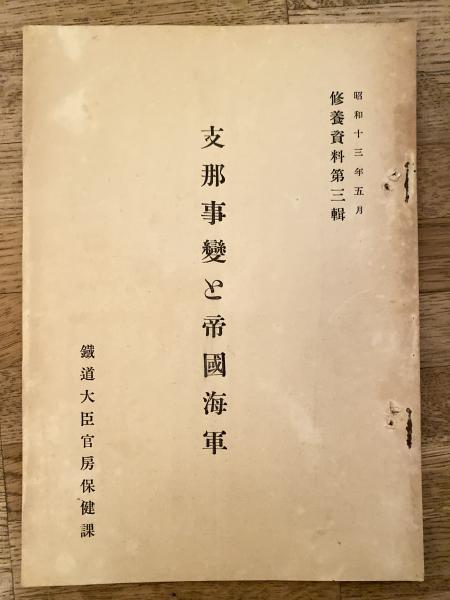 昭和十三年五月
修養資料第三輯
支那事變と帝國海軍
鐵道大臣官房保健課